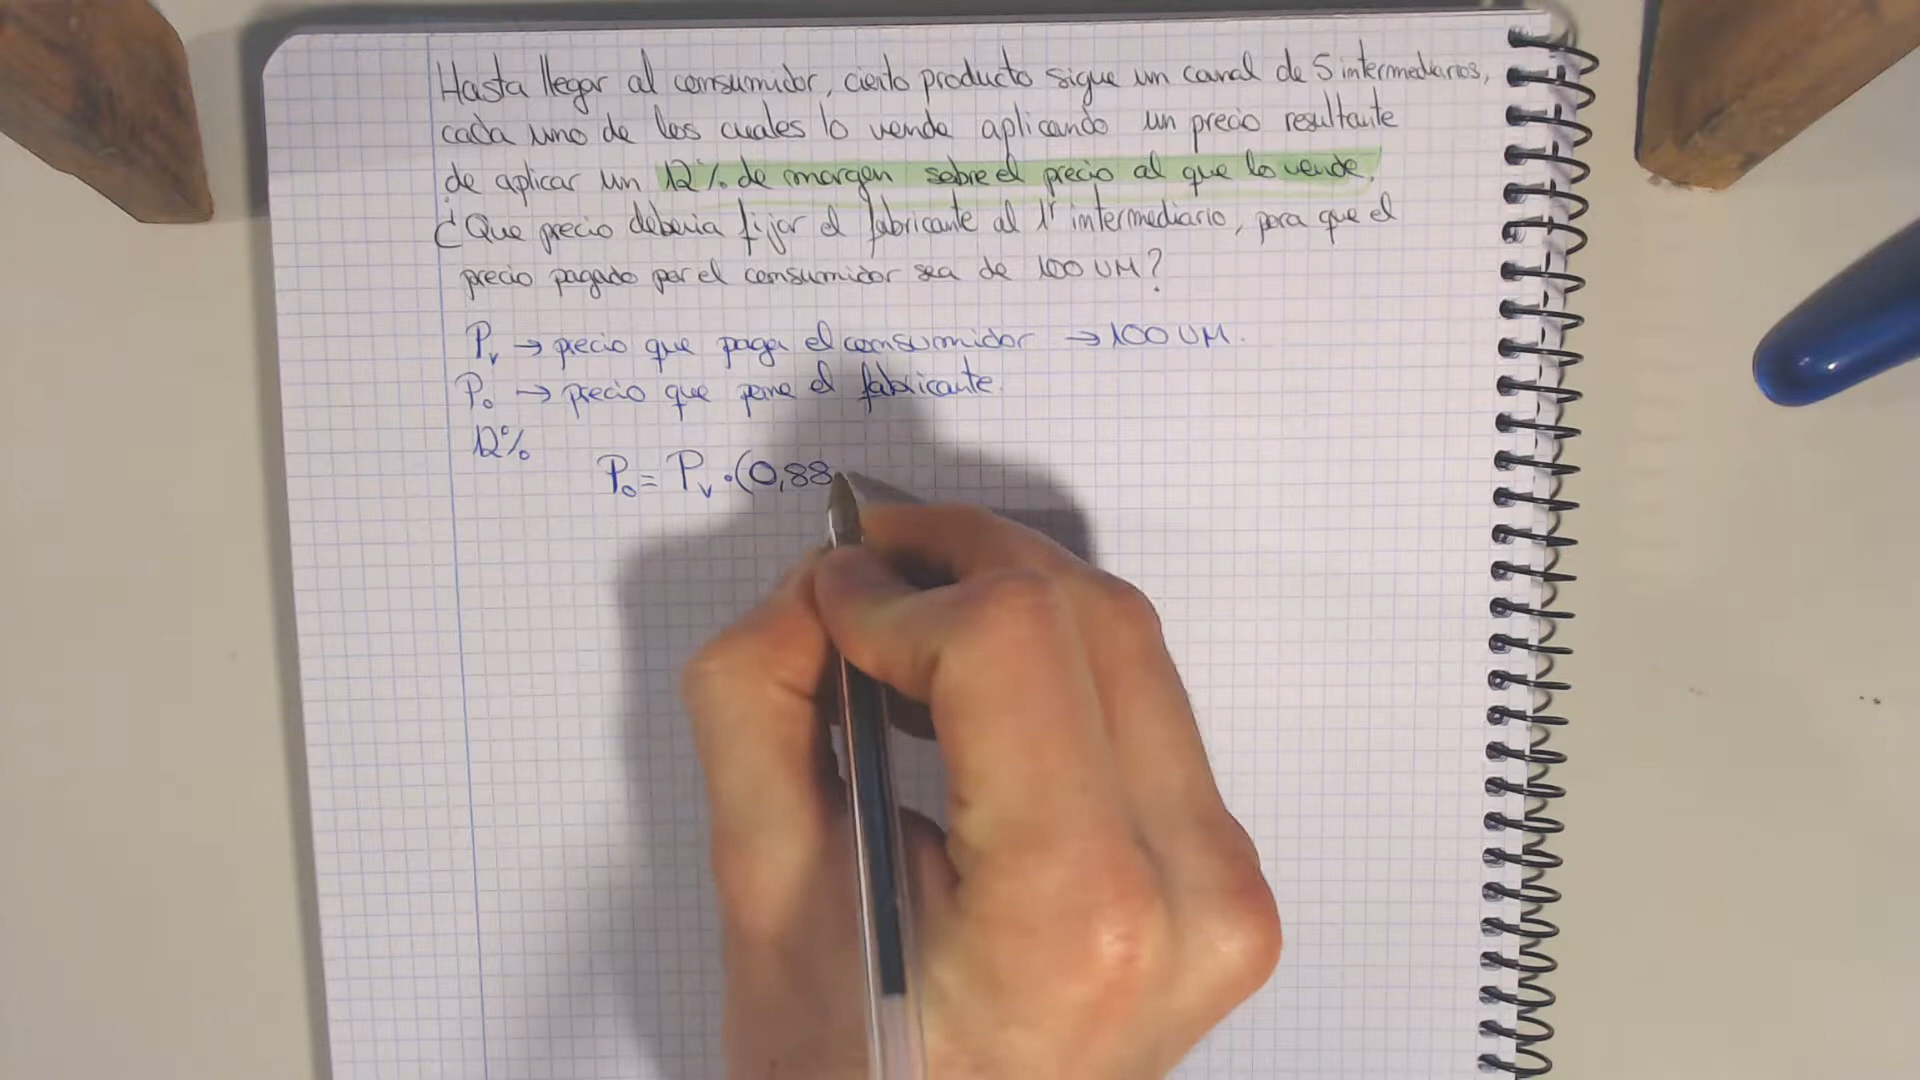 Hasta llegar al consumidor, cierto producto sigue un canal de 5 intermediarios,
cada uno de los cuales lo vende aplicando un precio resultante
de aplicar un 12% de margen sobre el precio al que lo vende.
¿Que precio deberia fijar el fabricante al 1r intermediario, para que el
precio pagado por el consumidor sea de 100 UM?
Pv → precio que paga el consumidor → 100 UM.
Po → precio que pone el fabricante.
12%
Po = Pv · (0,88